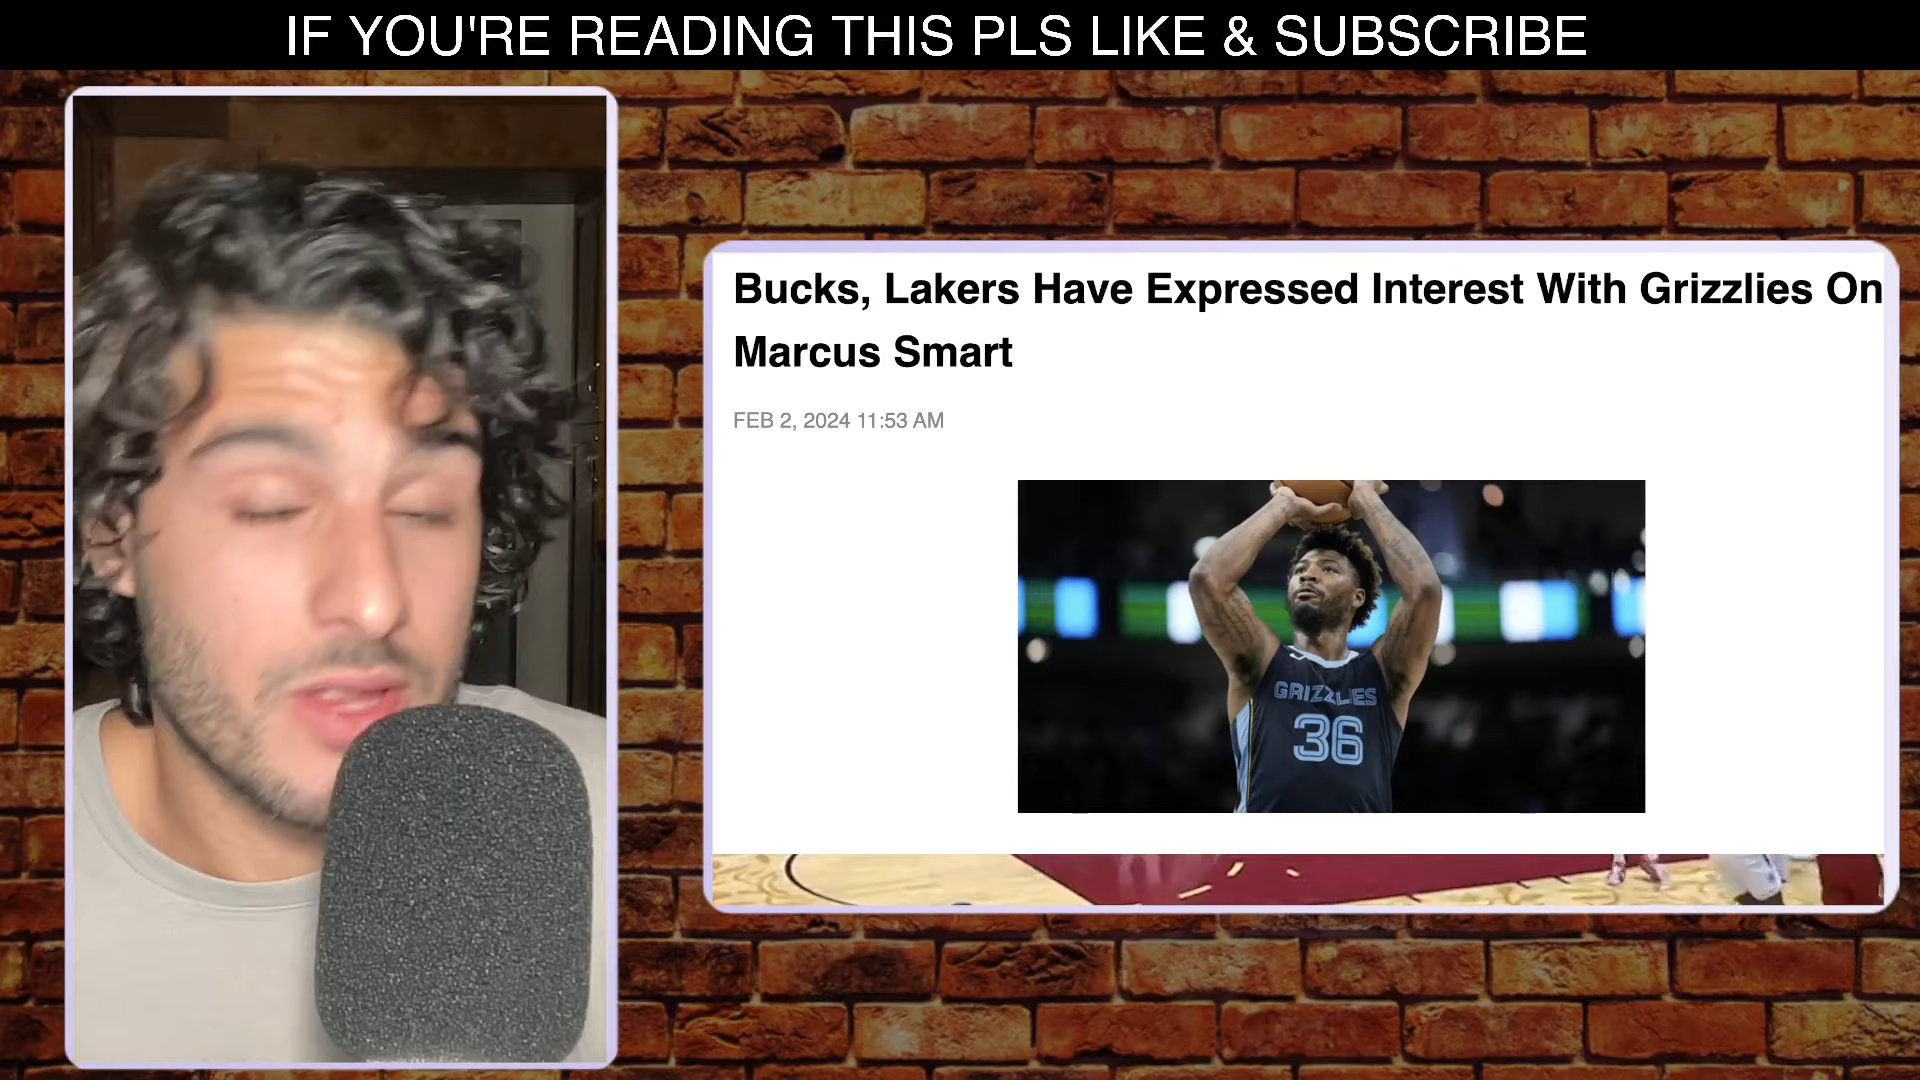 IF YOU'RE READING THIS PLS LIKE & SUBSCRIBE
Bucks, Lakers Have Expressed Interest With Grizzlies On
Marcus Smart
FEB 2, 2024 11:53 AM
GRIZZLIES
36